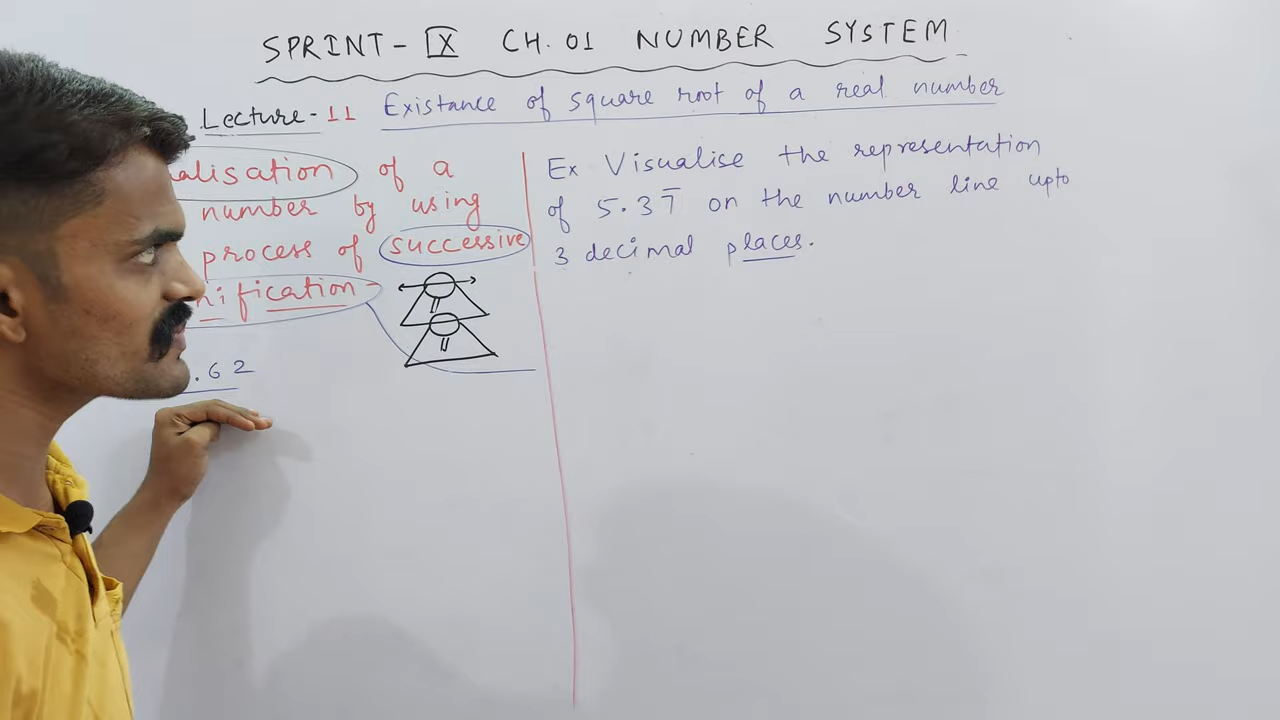 SPRINT-IX CH.01 NUMBER SYSTEM
Lecture-11 Existance of square root of a real number
alisation of a
number by using
process of successive
nification-
.62
Ex Visualise the representation
of 5.37̅ on the number line upto
3 decimal places.